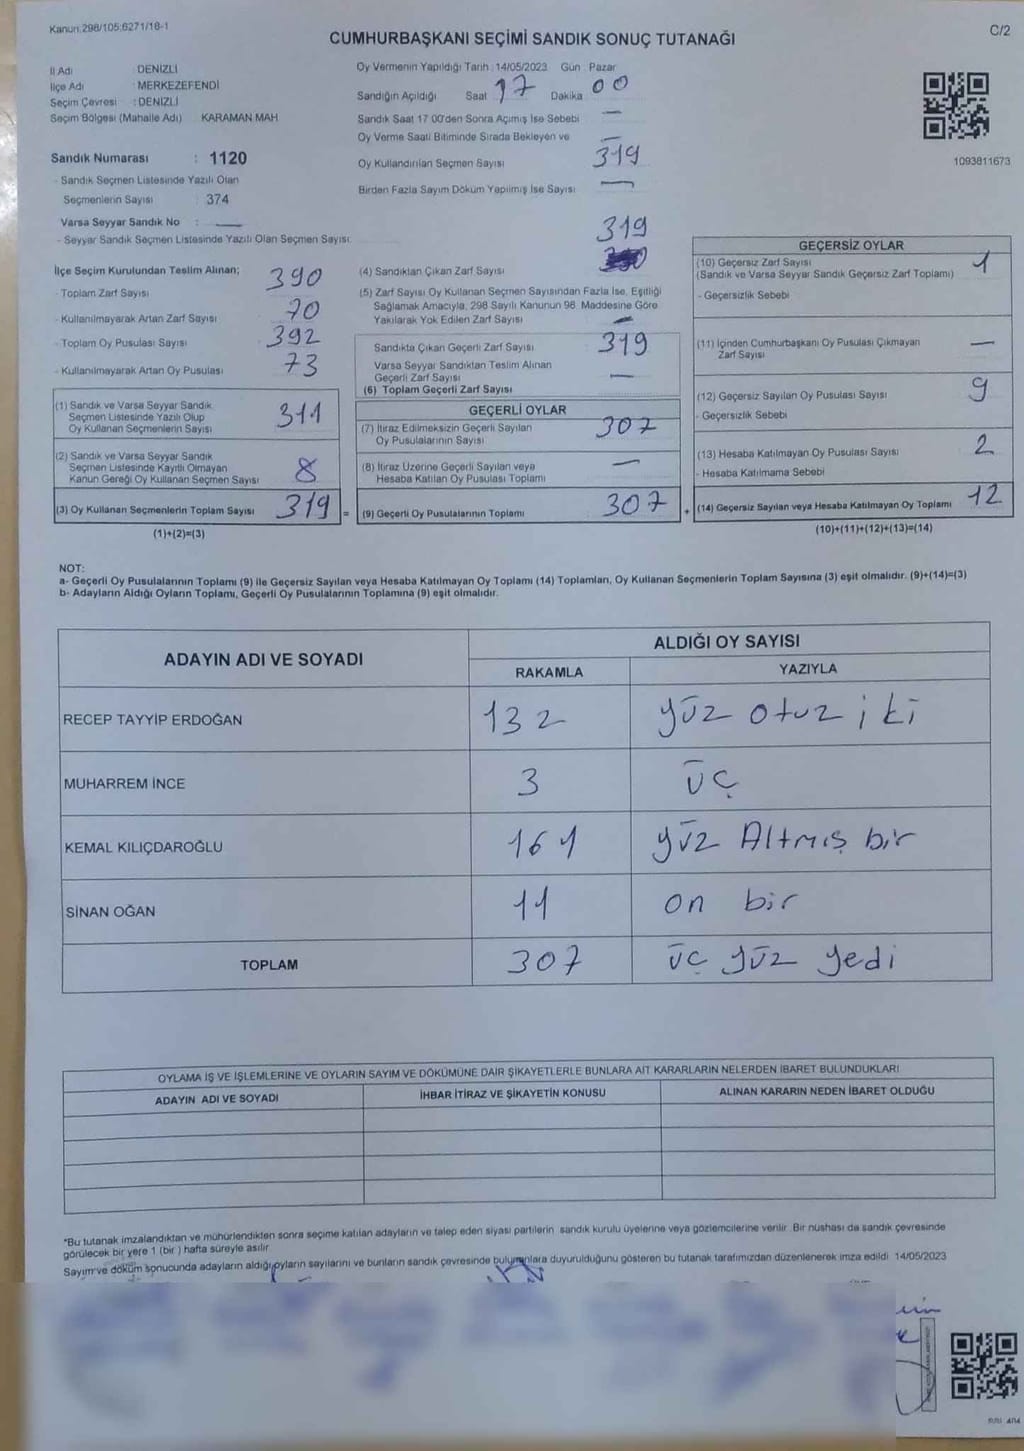 Kanun:298/105;6271/18-1
C/2
CUMHURBAŞKANI SEÇİMİ SANDIK SONUÇ TUTANAĞI
İl Adı : DENİZLİ
İlçe Adı : MERKEZEFENDİ
Seçim Çevresi : DENİZLİ
Seçim Bölgesi (Mahalle Adı) KARAMAN MAH
Sandık Numarası : 1120
- Sandık Seçmen Listesinde Yazılı Olan
Seçmenlerin Sayısı : 374
Varsa Seyyar Sandık No : —
- Seyyar Sandık Seçmen Listesinde Yazılı Olan Seçmen Sayısı:
Oy Vermenin Yapıldığı Tarih :14/05/2023 Gün : Pazar
Sandığın Açıldığı Saat 17 Dakika 00
Sandık Saat 17:00'den Sonra Açılmış İse Sebebi —
Oy Verme Saati Bitiminde Sırada Bekleyen ve —
Oy Kullandırılan Seçmen Sayısı 319
Birden Fazla Sayım Döküm Yapılmış İse Sayısı —
1093811673
İlçe Seçim Kurulundan Teslim Alınan;
- Toplam Zarf Sayısı 390
- Kullanılmayarak Artan Zarf Sayısı 70
- Toplam Oy Pusulası Sayısı 392
- Kullanılmayarak Artan Oy Pusulası 73
(1) Sandık ve Varsa Seyyar Sandık
Seçmen Listesinde Yazılı Olup
Oy Kullanan Seçmenlerin Sayısı 311
(2) Sandık ve Varsa Seyyar Sandık
Seçmen Listesinde Kayıtlı Olmayan
Kanun Gereği Oy Kullanan Seçmen Sayısı 8
(3) Oy Kullanan Seçmenlerin Toplam Sayısı 319 =
(1)+(2)=(3)
319
(4) Sandıktan Çıkan Zarf Sayısı
(5) Zarf Sayısı Oy Kullanan Seçmen Sayısından Fazla İse, Eşitliği
Sağlamak Amacıyla, 298 Sayılı Kanunun 98. Maddesine Göre
Yakılarak Yok Edilen Zarf Sayısı —
Sandıkta Çıkan Geçerli Zarf Sayısı 319
Varsa Seyyar Sandıktan Teslim Alınan
Geçerli Zarf Sayısı —
(6) Toplam Geçerli Zarf Sayısı
GEÇERLİ OYLAR
(7) İtiraz Edilmeksizin Geçerli Sayılan
Oy Pusulalarının Sayısı 307
(8) İtiraz Üzerine Geçerli Sayılan veya
Hesaba Katılan Oy Pusulası Toplamı —
(9) Geçerli Oy Pusulalarının Toplamı 307 +
GEÇERSİZ OYLAR
(10) Geçersiz Zarf Sayısı 1
(Sandık ve Varsa Seyyar Sandık Geçersiz Zarf Toplamı)
- Geçersizlik Sebebi
(11) İçinden Cumhurbaşkanı Oy Pusulası Çıkmayan —
Zarf Sayısı
(12) Geçersiz Sayılan Oy Pusulası Sayısı 9
- Geçersizlik Sebebi
(13) Hesaba Katılmayan Oy Pusulası Sayısı 2
- Hesaba Katılmama Sebebi
(14) Geçersiz Sayılan veya Hesaba Katılmayan Oy Toplamı 12
(10)+(11)+(12)+(13)=(14)
NOT:
a- Geçerli Oy Pusulalarının Toplamı (9) ile Geçersiz Sayılan veya Hesaba Katılmayan Oy Toplamı (14) Toplamları, Oy Kullanan Seçmenlerin Toplam Sayısına (3) eşit olmalıdır. (9)+(14)=(3)
b- Adayların Aldığı Oyların Toplamı, Geçerli Oy Pusulalarının Toplamına (9) eşit olmalıdır.
ADAYIN ADI VE SOYADI
ALDIĞI OY SAYISI
RAKAMLA YAZIYLA
RECEP TAYYİP ERDOĞAN 132 yüz otuz iki
MUHARREM İNCE 3 üç
KEMAL KILIÇDAROĞLU 161 yüz Altmış bir
SİNAN OĞAN 11 on bir
TOPLAM 307 üç yüz yedi
OYLAMA İŞ VE İŞLEMLERİNE VE OYLARIN SAYIM VE DÖKÜMÜNE DAİR ŞİKAYETLERLE BUNLARA AİT KARARLARIN NELERDEN İBARET BULUNDUKLARI
ADAYIN ADI VE SOYADI İHBAR İTİRAZ VE ŞİKAYETİN KONUSU ALINAN KARARIN NEDEN İBARET OLDUĞU
*Bu tutanak imzalandıktan ve mühürlendikten sonra seçime katılan adayların ve talep eden siyasi partilerin sandık kurulu üyelerine veya gözlemcilerine verilir. Bir nüshası da sandık çevresinde
görülecek bir yere 1 (bir ) hafta süreyle asılır.
Sayım ve döküm sonucunda adayların aldığı oyların sayılarını ve bunların sandık çevresinde bulunanlara duyurulduğunu gösteren bu tutanak tarafımızdan düzenlenerek imza edildi. 14/05/2023